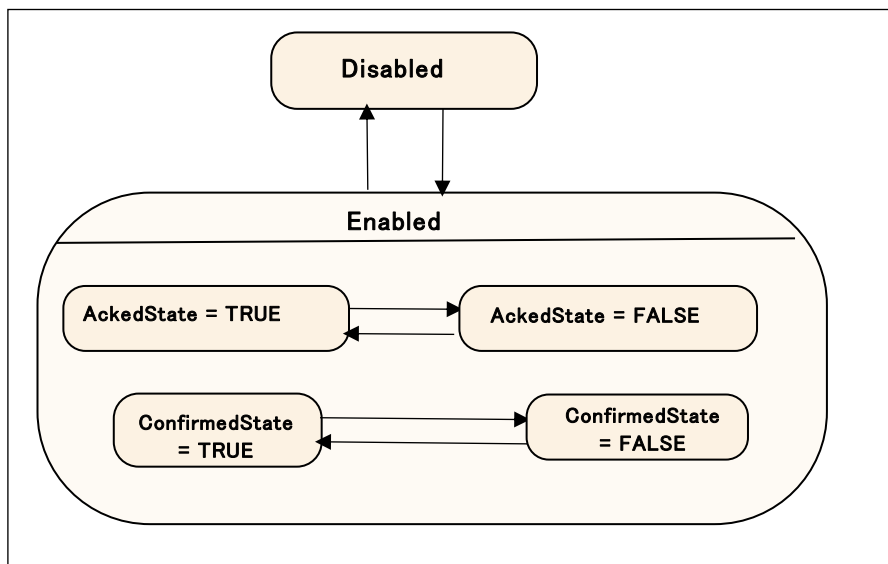 Disabled
Enabled
AckedState = TRUE
AckedState = FALSE
ConfirmedState
= TRUE
ConfirmedState
= FALSE